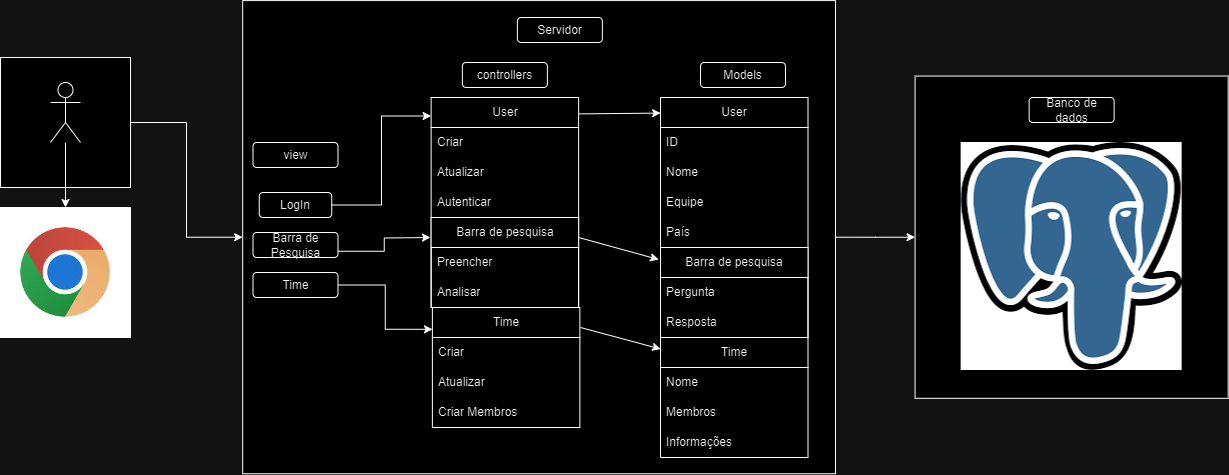 Servidor
view
LogIn
Barra de
Pesquisa
Time
controllers
User
Criar
Atualizar
Autenticar
Barra de pesquisa
Preencher
Analisar
Time
Criar
Atualizar
Criar Membros
Models
User
ID
Nome
Equipe
País
Barra de pesquisa
Pergunta
Resposta
Time
Nome
Membros
Informações
Banco de
dados